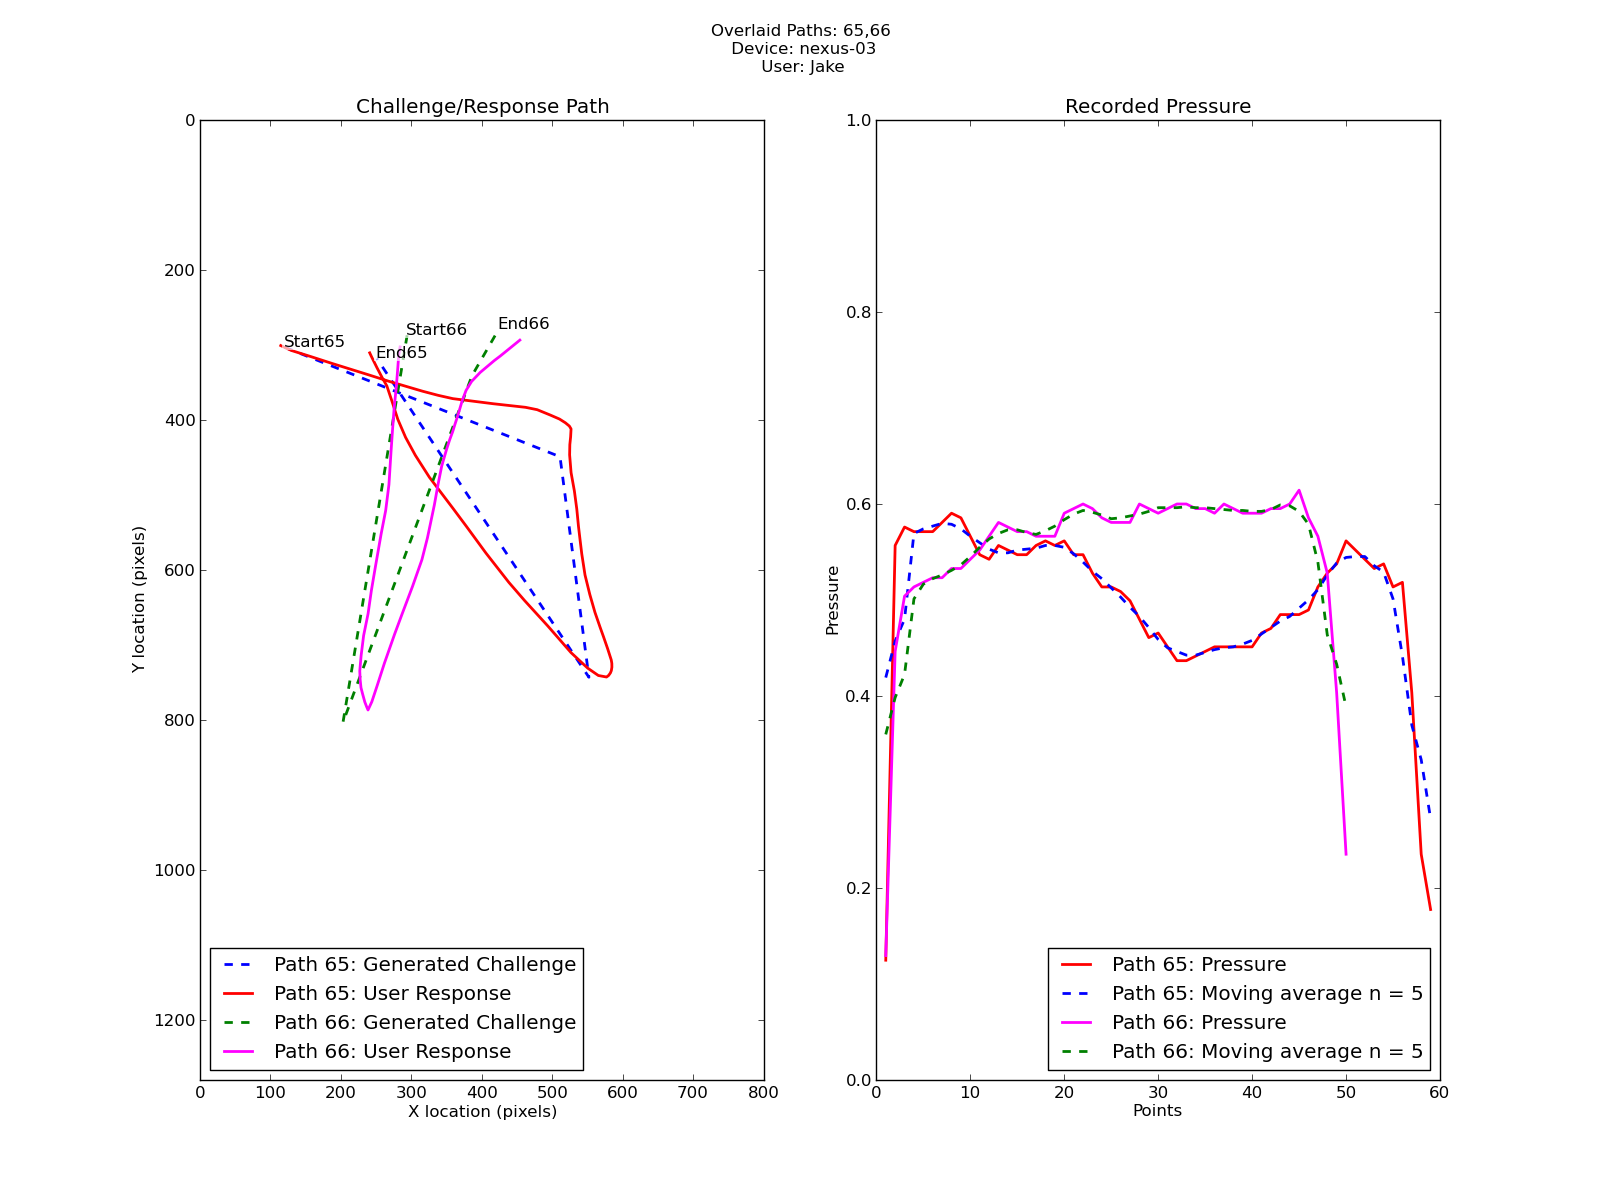 Overlaid Paths: 65,66
Device: nexus-03
User: Jake
Challenge/Response Path
0
200
400
600
800
1000
1200
Y location (pixels)
Start65
End65
Start66
End66
Path 65: Generated Challenge
Path 65: User Response
Path 66: Generated Challenge
Path 66: User Response
0 100 200 300 400 500 600 700 800
X location (pixels)
Recorded Pressure
1.0
0.8
0.6
0.4
0.2
0.0
Pressure
Path 65: Pressure
Path 65: Moving average n = 5
Path 66: Pressure
Path 66: Moving average n = 5
0 10 20 30 40 50 60
Points